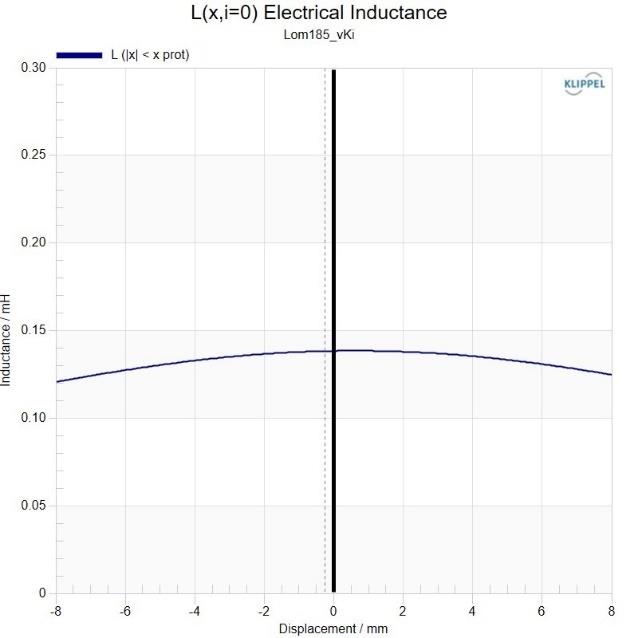 L(x,i=0) Electrical Inductance
Lom185_vKi
L (|x| < x prot)
KLIPPEL
0.30
0.25
0.20
0.15
0.10
0.05
0
Inductance / mH
-8 -6 -4 -2 0 2 4 6 8
Displacement / mm